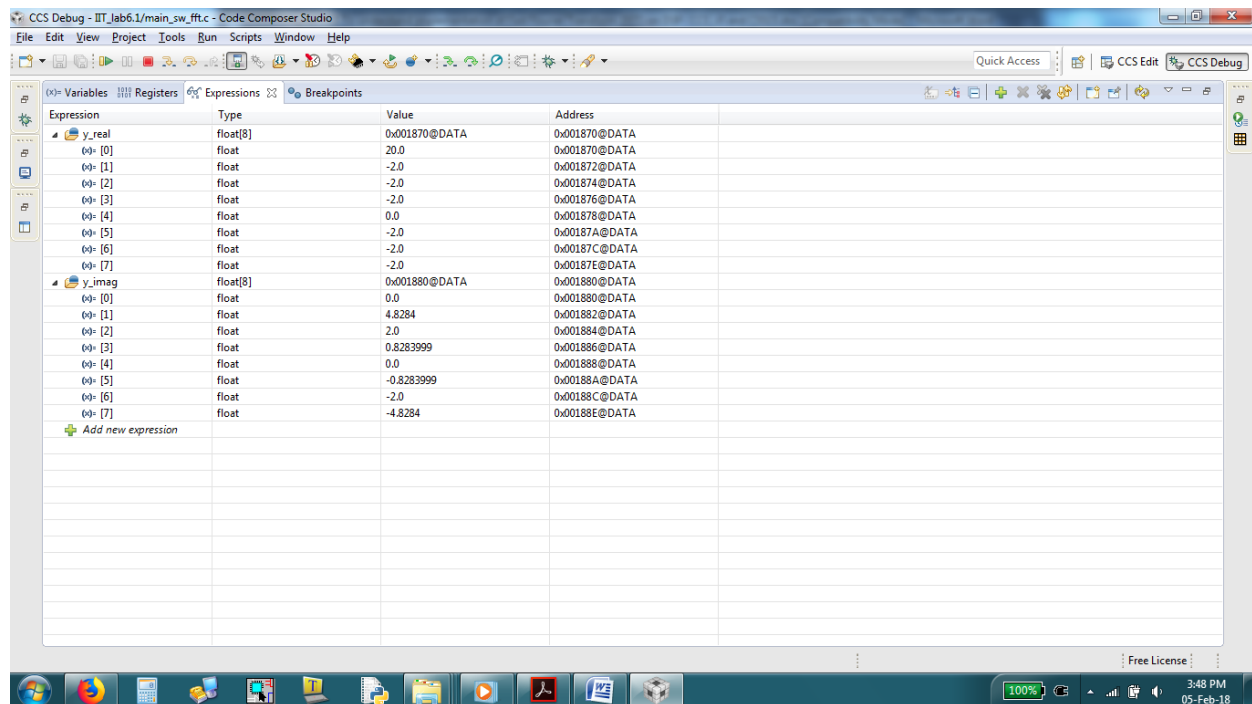 CCS Debug - IIT_lab6.1/main_sw_fft.c - Code Composer Studio
File Edit View Project Tools Run Scripts Window Help
Quick Access CCS Edit CCS Debug
(x)= Variables Registers Expressions Breakpoints
Expression Type Value Address
y_real float[8] 0x001870@DATA 0x001870@DATA
(x)= [0] float 20.0 0x001870@DATA
(x)= [1] float -2.0 0x001872@DATA
(x)= [2] float -2.0 0x001874@DATA
(x)= [3] float -2.0 0x001876@DATA
(x)= [4] float 0.0 0x001878@DATA
(x)= [5] float -2.0 0x00187A@DATA
(x)= [6] float -2.0 0x00187C@DATA
(x)= [7] float -2.0 0x00187E@DATA
y_imag float[8] 0x001880@DATA 0x001880@DATA
(x)= [0] float 0.0 0x001880@DATA
(x)= [1] float 4.8284 0x001882@DATA
(x)= [2] float 2.0 0x001884@DATA
(x)= [3] float 0.8283999 0x001886@DATA
(x)= [4] float 0.0 0x001888@DATA
(x)= [5] float -0.8283999 0x00188A@DATA
(x)= [6] float -2.0 0x00188C@DATA
(x)= [7] float -4.8284 0x00188E@DATA
Add new expression
Free License
100% 3:48 PM
05-Feb-18